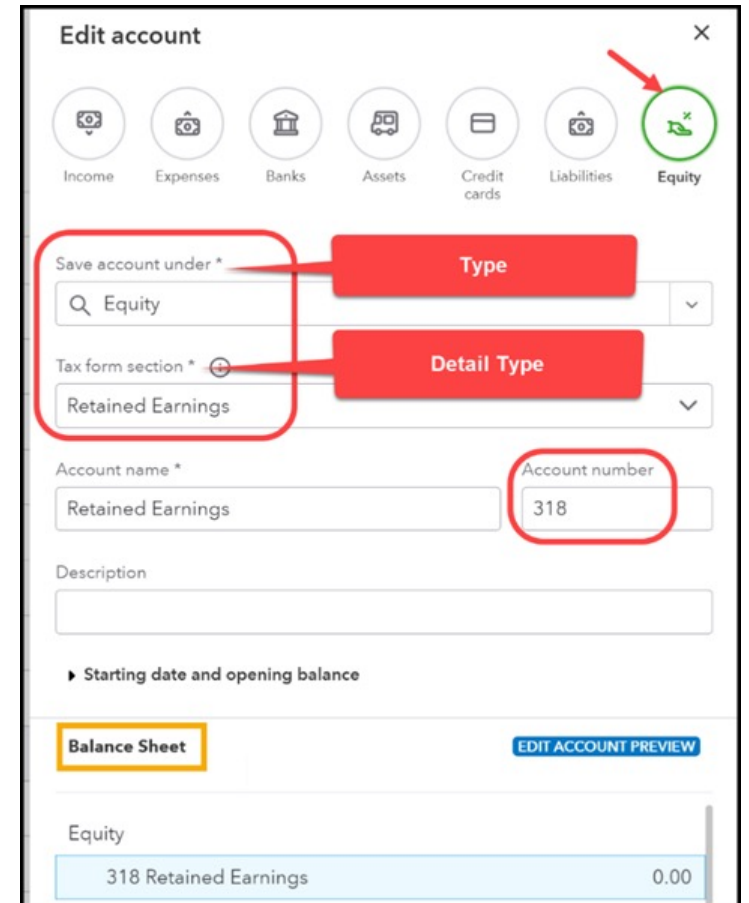 Edit account
Income Expenses Banks Assets Credit cards Liabilities Equity
Save account under *
Type
Equity
Tax form section *
Detail Type
Retained Earnings
Account name *
Account number
Retained Earnings
318
Description
Starting date and opening balance
Balance Sheet
EDIT ACCOUNT PREVIEW
Equity
318 Retained Earnings 0.00